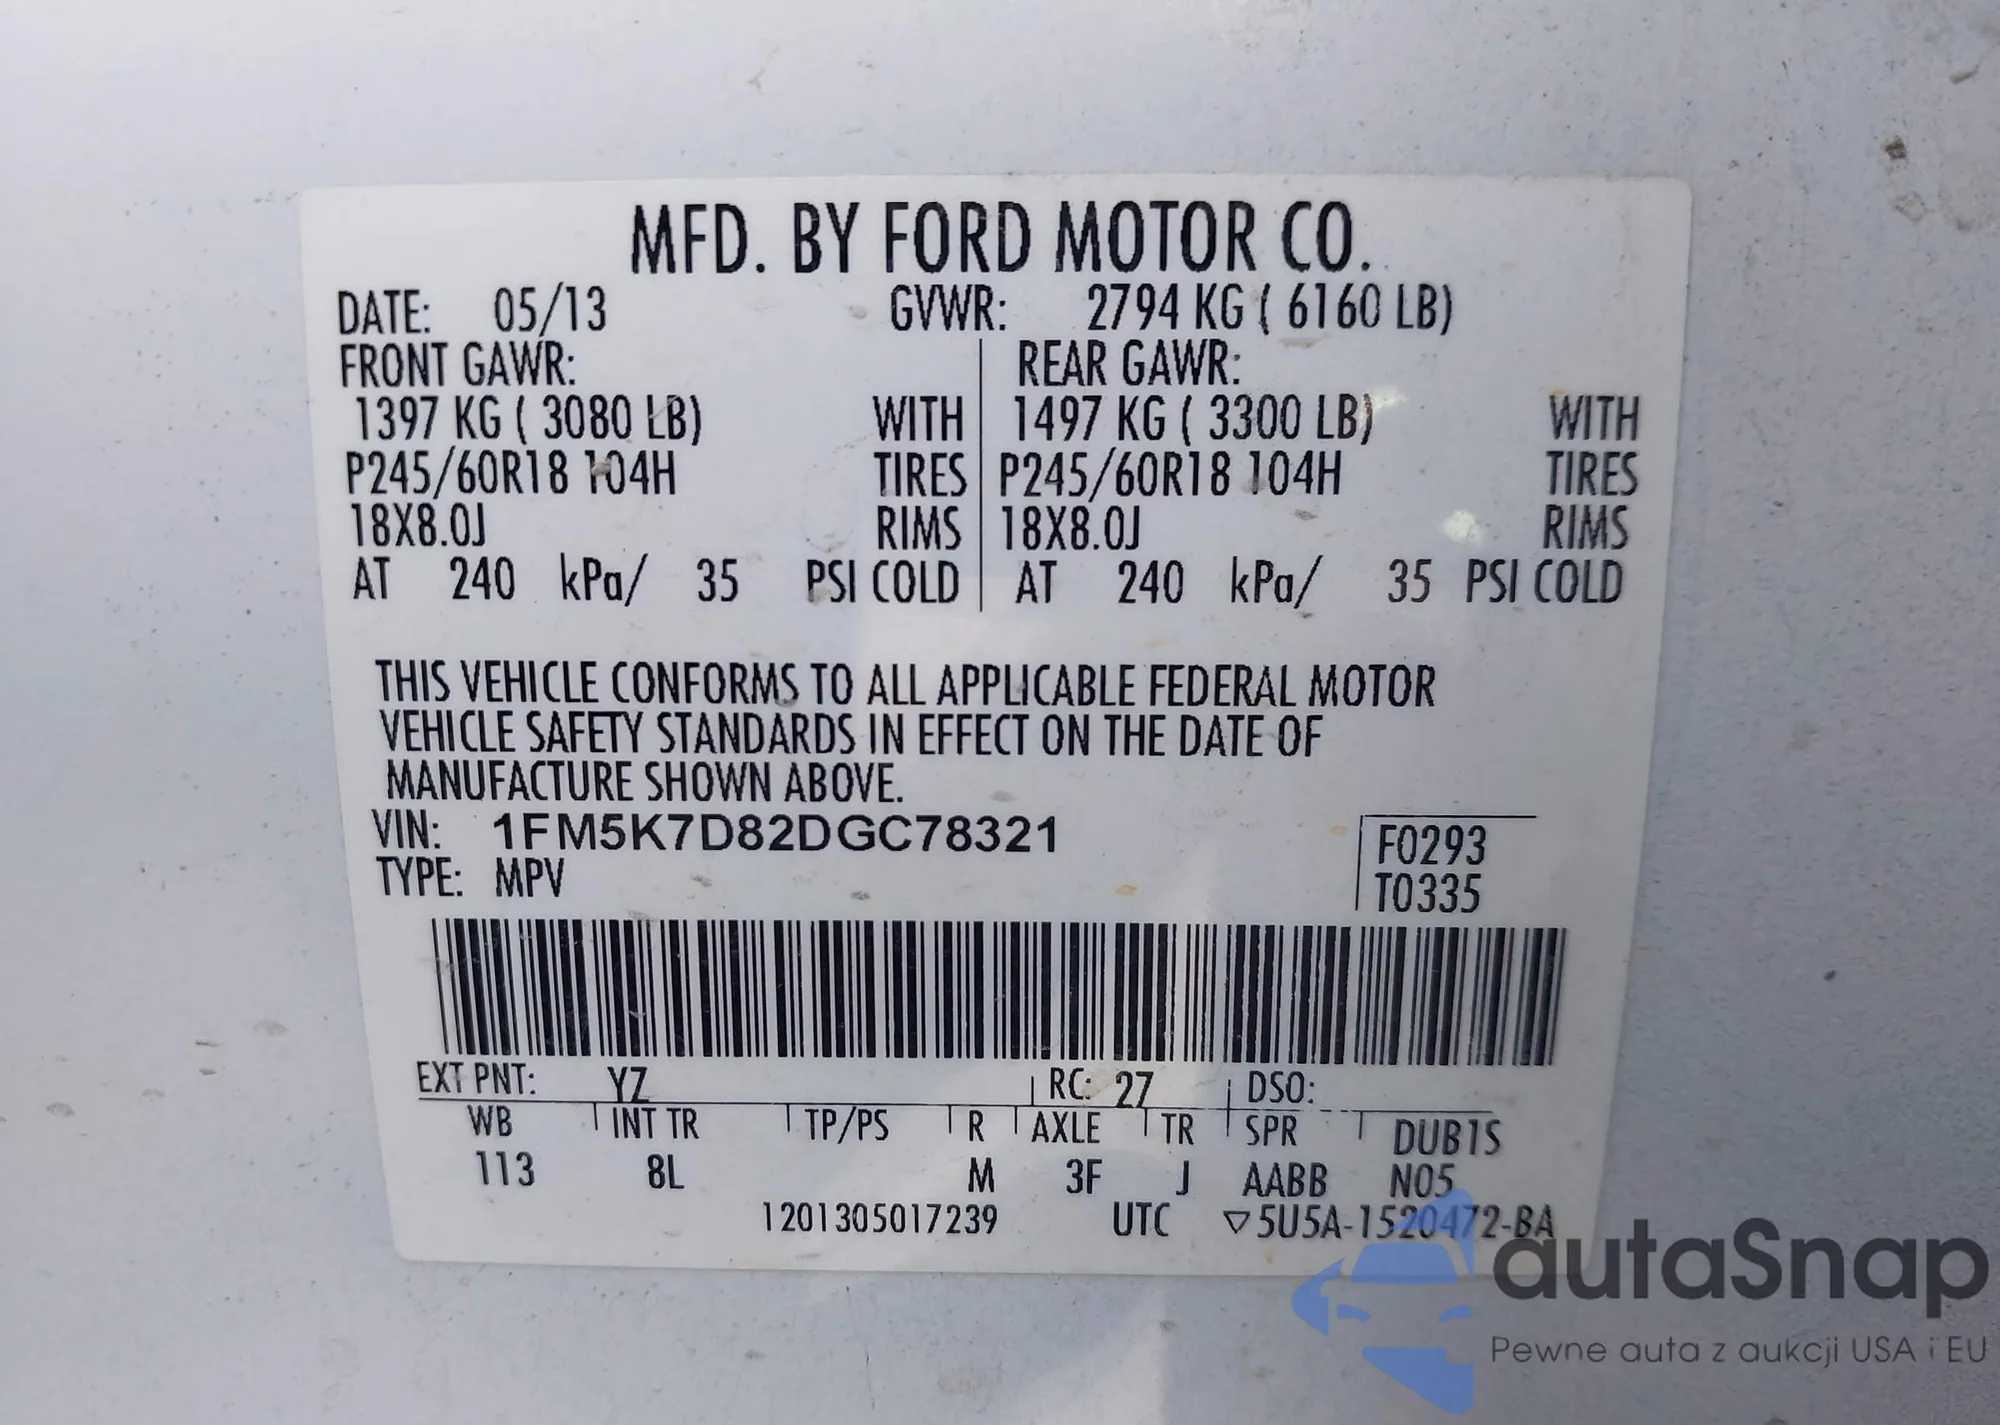 MFD. BY FORD MOTOR CO.
DATE: 05/13 GVWR: 2794 KG ( 6160 LB)
FRONT GAWR: REAR GAWR:
1397 KG ( 3080 LB) WITH 1497 KG ( 3300 LB) WITH
P245/60R18 104H TIRES P245/60R18 104H TIRES
18X8.0J RIMS 18X8.0J RIMS
AT 240 kPa/ 35 PSI COLD AT 240 kPa/ 35 PSI COLD
THIS VEHICLE CONFORMS TO ALL APPLICABLE FEDERAL MOTOR
VEHICLE SAFETY STANDARDS IN EFFECT ON THE DATE OF
MANUFACTURE SHOWN ABOVE.
VIN: 1FM5K7D82DGC78321 F0293
TYPE: MPV T0335
EXT PNT: YZ RC: 27 DSO:
WB INT TR TP/PS R AXLE TR SPR DUB1S
113 8L M 3F J AABB N05
1201305017239 UTC ▽5U5A-1520472-BA
autaSnap
Pewne auta z aukcji USA i EU